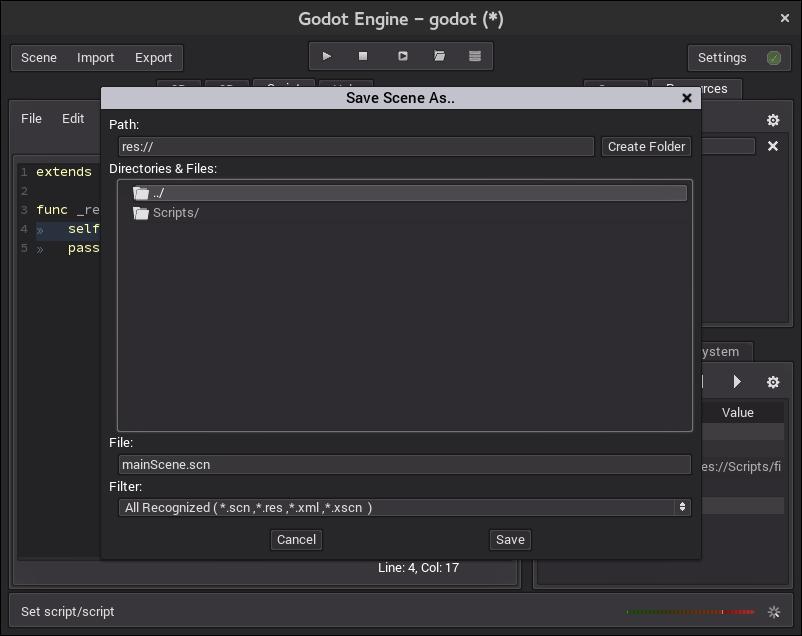 Godot Engine – godot (*)
Scene Import Export
Settings
Save Scene As..
File Edit
Path:
res://
Create Folder
Directories & Files:
../
Scripts/
1 extends
2
3 func _re
4 » self
5 » pass
ystem
Value
File:
mainScene.scn
es://Scripts/fi
Filter:
All Recognized ( *.scn ,*.res ,*.xml ,*.xscn )
Cancel Save
Line: 4, Col: 17
Set script/script